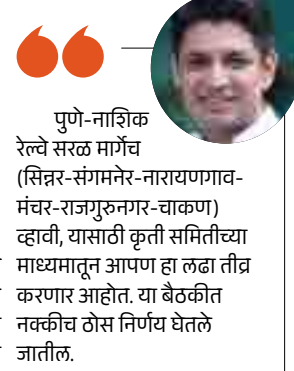 पुणे-नाशिक
रेल्वे सरळ मार्गेच
(सिन्नर-संगमनेर-नारायणगाव-
मंचर-राजगुरुनगर-चाकण)
व्हावी, यासाठी कृती समितीच्या
माध्यमातून आपण हा लढा तीव्र
करणार आहोत. या बैठकीत
नक्कीच ठोस निर्णय घेतले
जातील.